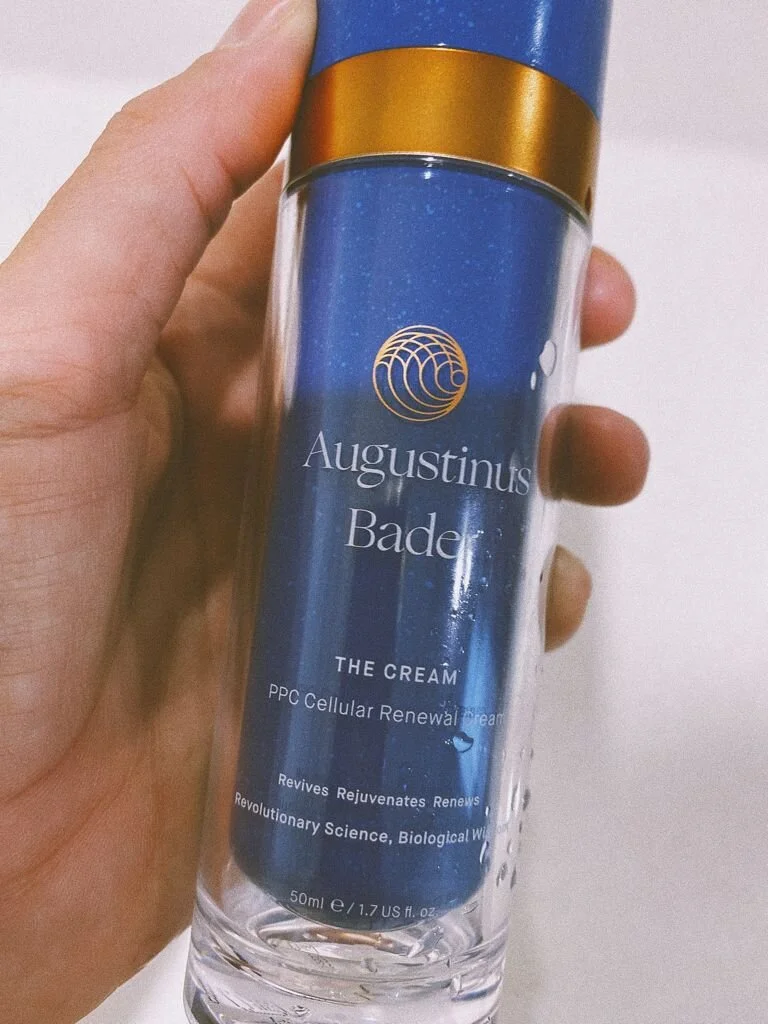 Augustinus
Bader
THE CREAM
PPC Cellular Renewal Cream
Revives Rejuvenates Renews
Revolutionary Science, Biological
50ml ℮ / 1.7 US fl. oz.